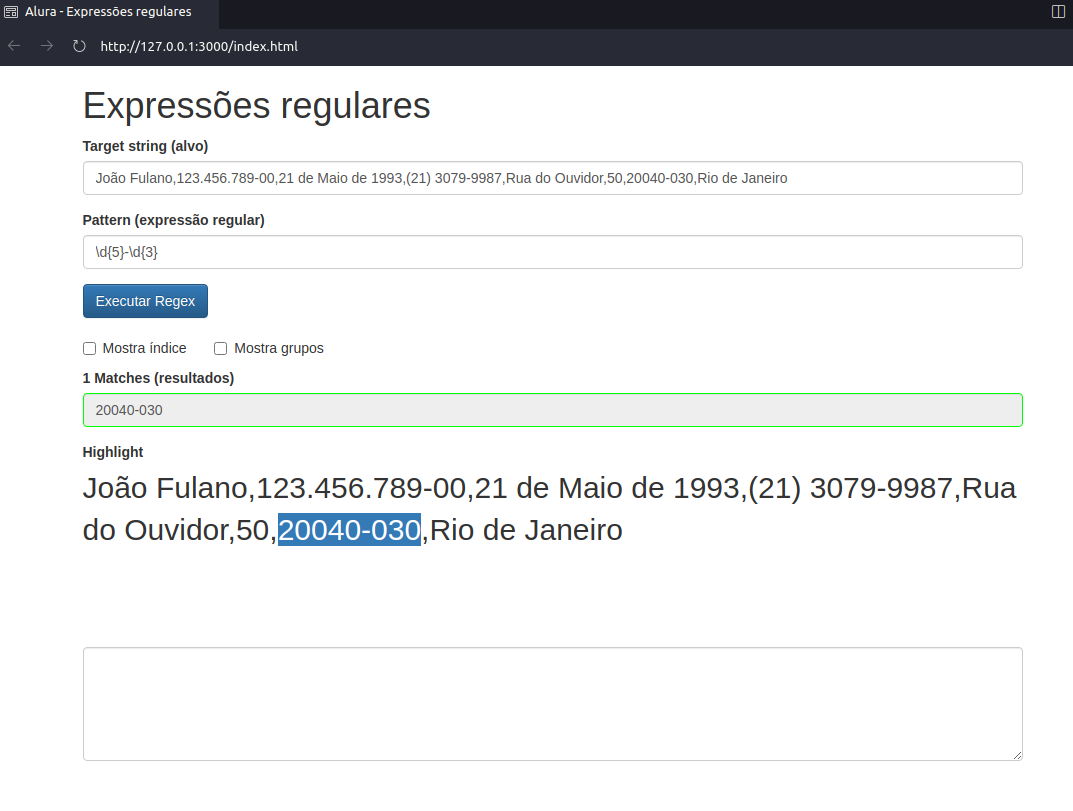 Alura - Expressões regulares
http://127.0.0.1:3000/index.html
Expressões regulares
Target string (alvo)
João Fulano,123.456.789-00,21 de Maio de 1993,(21) 3079-9987,Rua do Ouvidor,50,20040-030,Rio de Janeiro
Pattern (expressão regular)
\d{5}-\d{3}
Executar Regex
Mostra índice Mostra grupos
1 Matches (resultados)
20040-030
Highlight
João Fulano,123.456.789-00,21 de Maio de 1993,(21) 3079-9987,Rua
do Ouvidor,50,20040-030,Rio de Janeiro